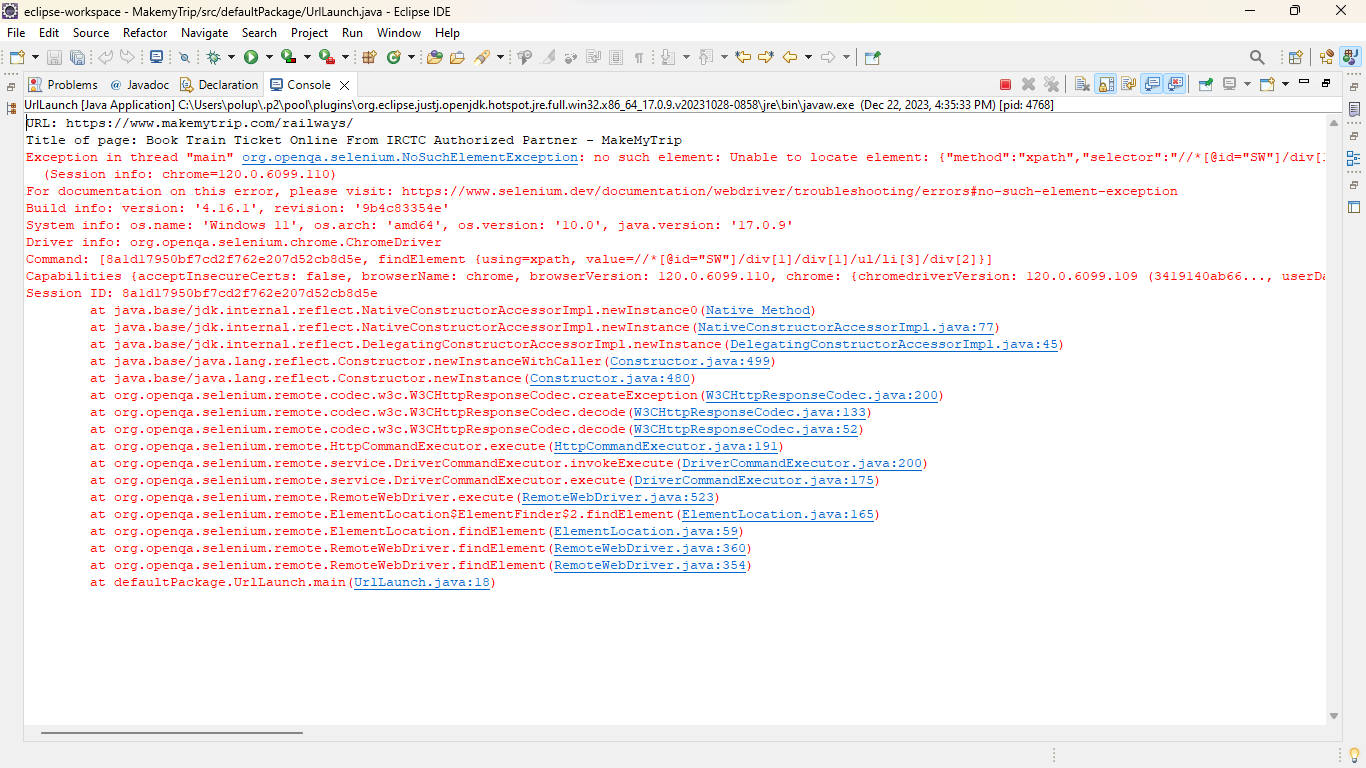 eclipse-workspace - MakemyTrip/src/defaultPackage/UrlLaunch.java - Eclipse IDE
File Edit Source Refactor Navigate Search Project Run Window Help
Problems @ Javadoc Declaration Console
UrlLaunch [Java Application] C:\Users\polup\.p2\pool\plugins\org.eclipse.justj.openjdk.hotspot.jre.full.win32.x86_64_17.0.9.v20231028-0858\jre\bin\javaw.exe (Dec 22, 2023, 4:35:33 PM) [pid: 4768]
URL: https://www.makemytrip.com/railways/
Title of page: Book Train Ticket Online From IRCTC Authorized Partner - MakeMyTrip
Exception in thread "main" org.openqa.selenium.NoSuchElementException: no such element: Unable to locate element: {"method":"xpath","selector":"//*[@id="SW"]/div[1
(Session info: chrome=120.0.6099.110)
For documentation on this error, please visit: https://www.selenium.dev/documentation/webdriver/troubleshooting/errors#no-such-element-exception
Build info: version: '4.16.1', revision: '9b4c83354e'
System info: os.name: 'Windows 11', os.arch: 'amd64', os.version: '10.0', java.version: '17.0.9'
Driver info: org.openqa.selenium.chrome.ChromeDriver
Command: [8a1d17950bf7cd2f762e207d52cb8d5e, findElement {using=xpath, value=//*[@id="SW"]/div[1]/div[1]/ul/li[3]/div[2]}]
Capabilities {acceptInsecureCerts: false, browserName: chrome, browserVersion: 120.0.6099.110, chrome: {chromedriverVersion: 120.0.6099.109 (3419140ab66..., userDa
Session ID: 8a1d17950bf7cd2f762e207d52cb8d5e
at java.base/jdk.internal.reflect.NativeConstructorAccessorImpl.newInstance0(Native Method)
at java.base/jdk.internal.reflect.NativeConstructorAccessorImpl.newInstance(NativeConstructorAccessorImpl.java:77)
at java.base/jdk.internal.reflect.DelegatingConstructorAccessorImpl.newInstance(DelegatingConstructorAccessorImpl.java:45)
at java.base/java.lang.reflect.Constructor.newInstanceWithCaller(Constructor.java:499)
at java.base/java.lang.reflect.Constructor.newInstance(Constructor.java:480)
at org.openqa.selenium.remote.codec.w3c.W3CHttpResponseCodec.createException(W3CHttpResponseCodec.java:200)
at org.openqa.selenium.remote.codec.w3c.W3CHttpResponseCodec.decode(W3CHttpResponseCodec.java:133)
at org.openqa.selenium.remote.codec.w3c.W3CHttpResponseCodec.decode(W3CHttpResponseCodec.java:52)
at org.openqa.selenium.remote.HttpCommandExecutor.execute(HttpCommandExecutor.java:191)
at org.openqa.selenium.remote.service.DriverCommandExecutor.invokeExecute(DriverCommandExecutor.java:200)
at org.openqa.selenium.remote.service.DriverCommandExecutor.execute(DriverCommandExecutor.java:175)
at org.openqa.selenium.remote.RemoteWebDriver.execute(RemoteWebDriver.java:523)
at org.openqa.selenium.remote.ElementLocation$ElementFinder$2.findElement(ElementLocation.java:165)
at org.openqa.selenium.remote.ElementLocation.findElement(ElementLocation.java:59)
at org.openqa.selenium.remote.RemoteWebDriver.findElement(RemoteWebDriver.java:360)
at org.openqa.selenium.remote.RemoteWebDriver.findElement(RemoteWebDriver.java:354)
at defaultPackage.UrlLaunch.main(UrlLaunch.java:18)